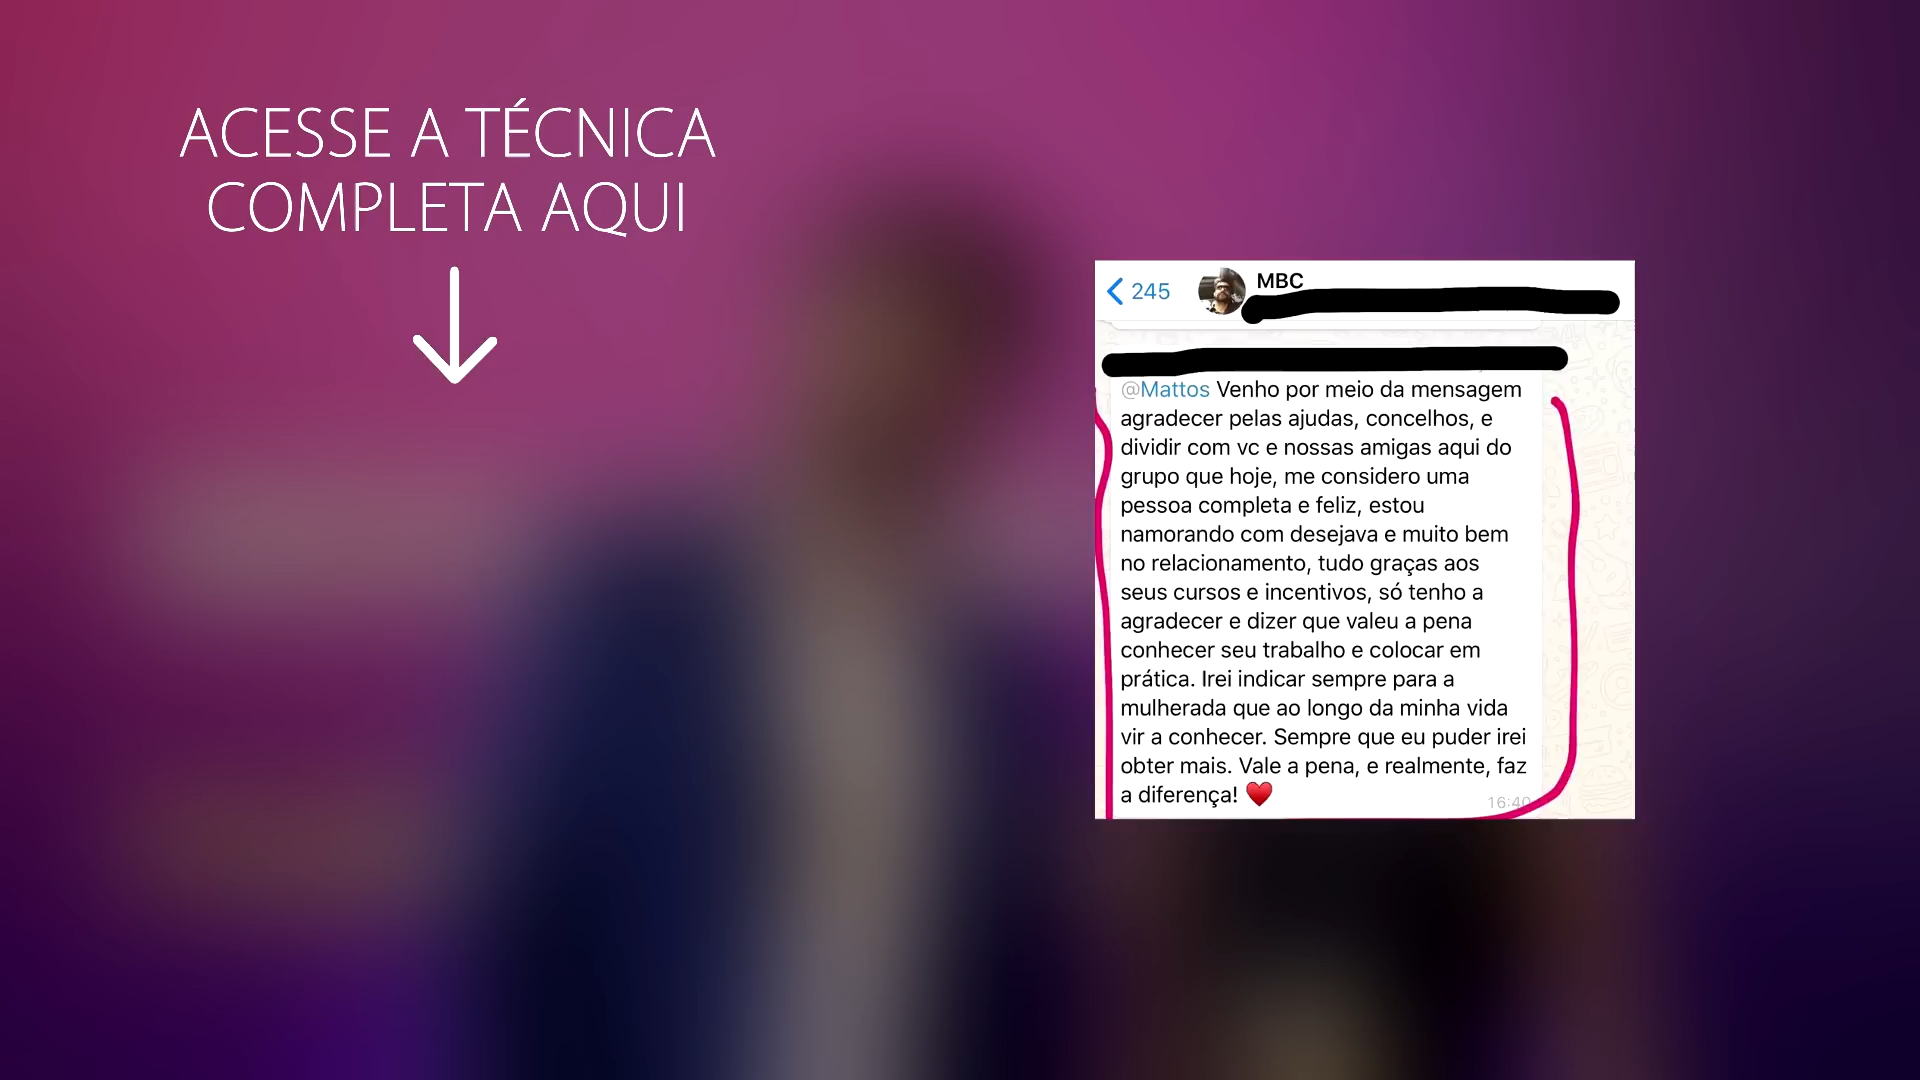 ACESSE A TÉCNICA
COMPLETA AQUI
245
MBC
@Mattos Venho por meio da mensagem
agradecer pelas ajudas, concelhos, e
dividir com vc e nossas amigas aqui do
grupo que hoje, me considero uma
pessoa completa e feliz, estou
namorando com desejava e muito bem
no relacionamento, tudo graças aos
seus cursos e incentivos, só tenho a
agradecer e dizer que valeu a pena
conhecer seu trabalho e colocar em
prática. Irei indicar sempre para a
mulherada que ao longo da minha vida
vir a conhecer. Sempre que eu puder irei
obter mais. Vale a pena, e realmente, faz
a diferença! ♥️
16:40